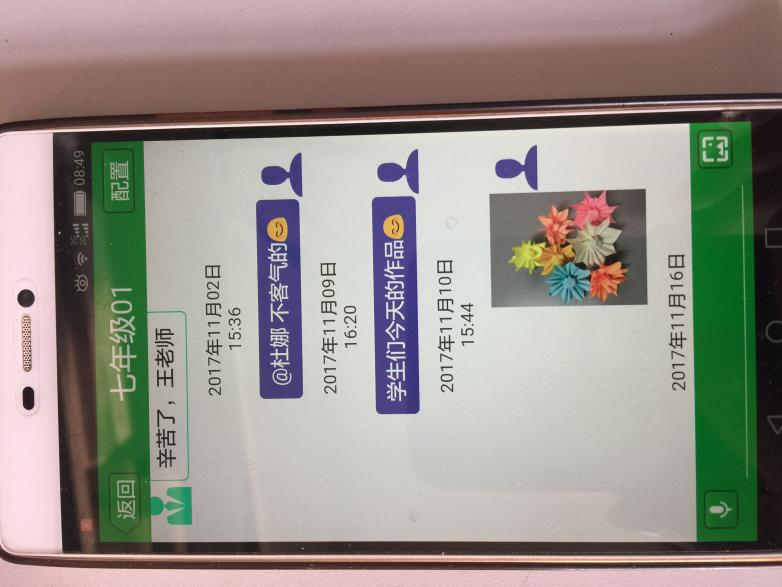 08:49
返回
七年级01
配置
辛苦了，王老师
2017年11月02日
15:36
@杜娜 不客气的
2017年11月09日
16:20
学生们今天的作品
2017年11月10日
15:44
2017年11月16日